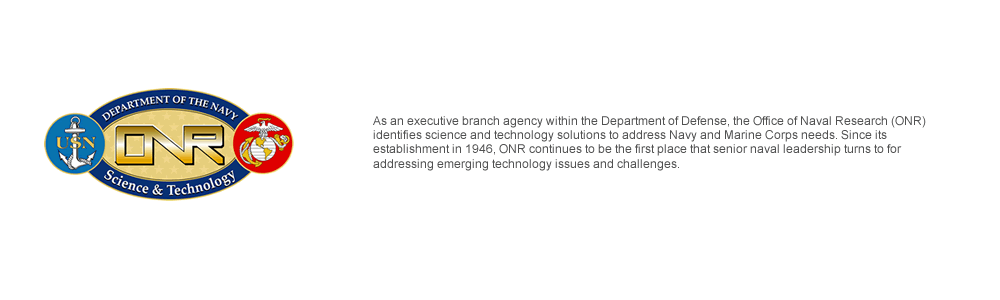 DEPARTMENT OF THE NAVY
USN
ONR
Science & Technology
As an executive branch agency within the Department of Defense, the Office of Naval Research (ONR)
identifies science and technology solutions to address Navy and Marine Corps needs. Since its
establishment in 1946, ONR continues to be the first place that senior naval leadership turns to for
addressing emerging technology issues and challenges.